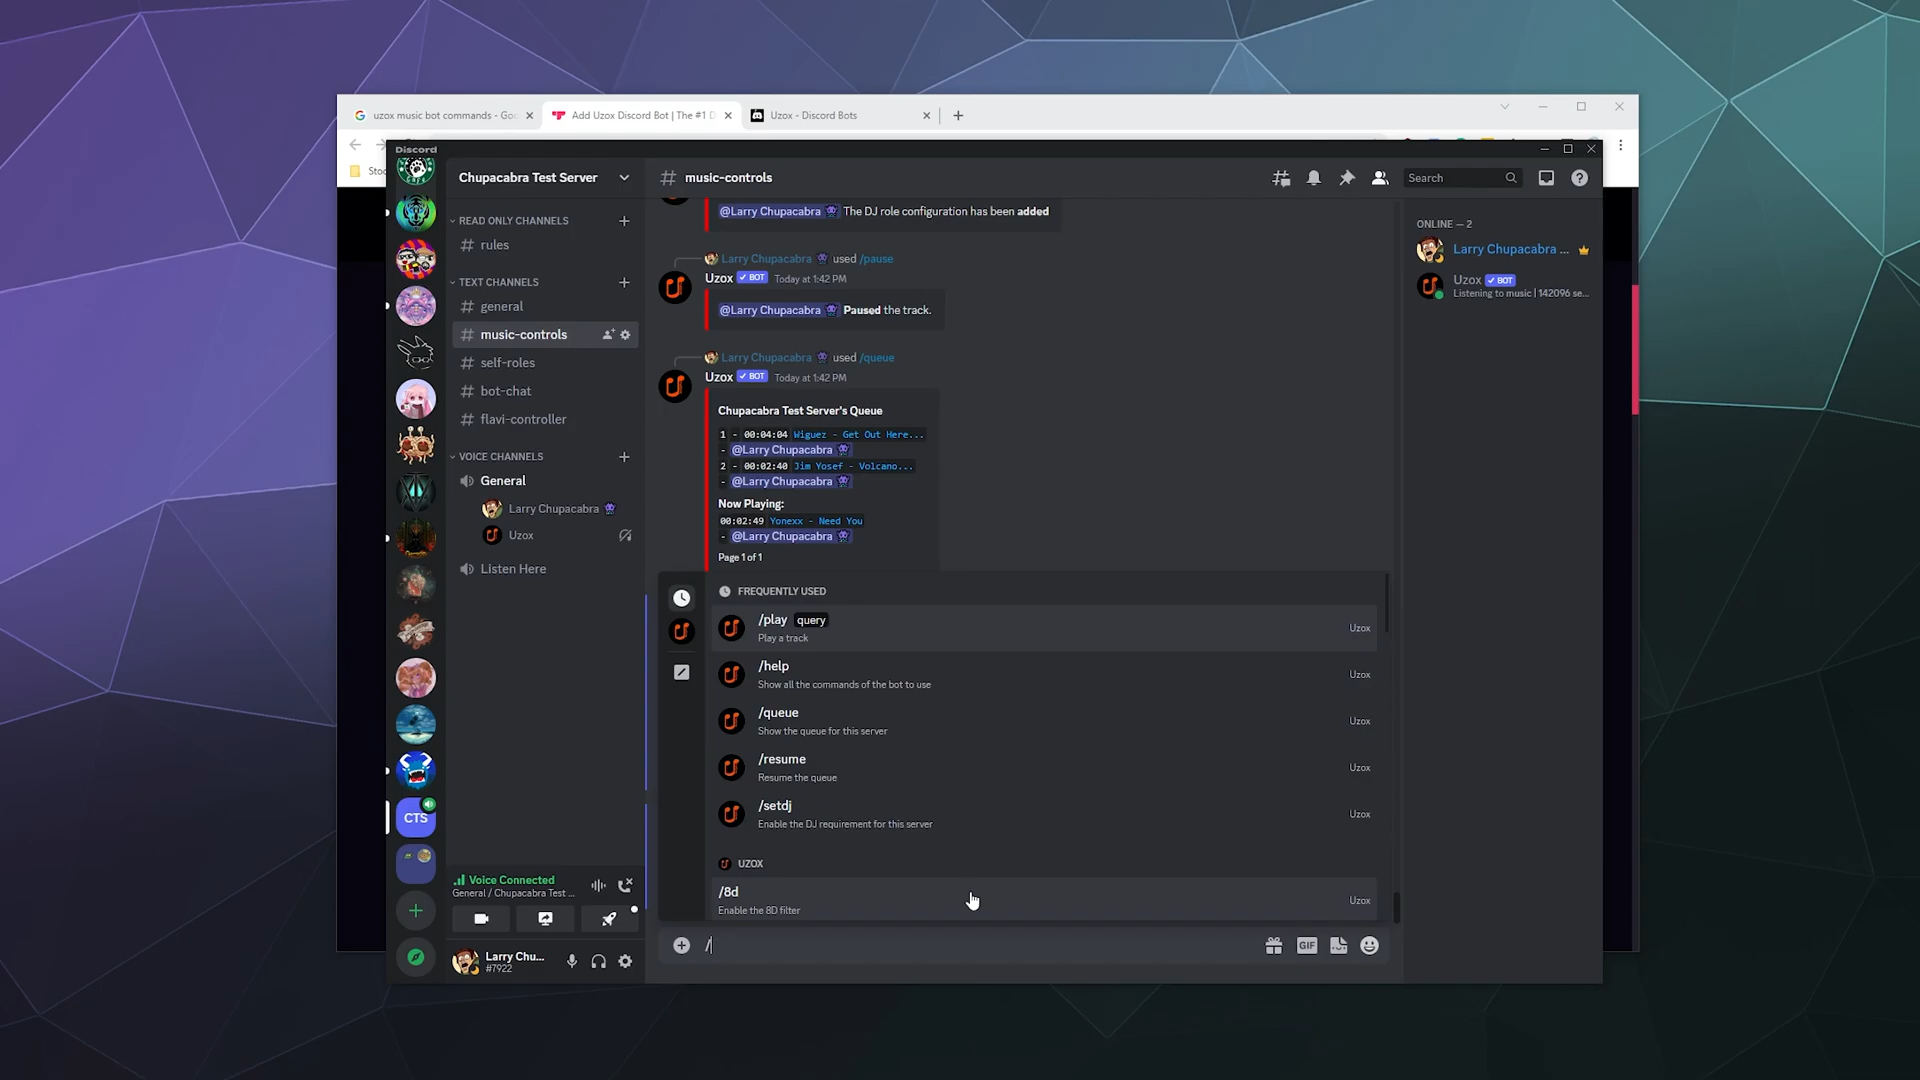 uzox music bot commands - Goo
Add Uzox Discord Bot | The #1 D
Uzox - Discord Bots
Stoc
Discord
Chupacabra Test Server
READ ONLY CHANNELS
rules
TEXT CHANNELS
general
music-controls
self-roles
bot-chat
flavi-controller
VOICE CHANNELS
General
Larry Chupacabra
Uzox
Listen Here
CTS
Voice Connected
General / Chupacabra Test ...
Larry Chu...
#7922
# music-controls
Search
@Larry Chupacabra The DJ role configuration has been added
Larry Chupacabra used /pause
Uzox BOT Today at 1:42 PM
@Larry Chupacabra Paused the track.
Larry Chupacabra used /queue
Uzox BOT Today at 1:42 PM
Chupacabra Test Server's Queue
1 - 00:04:04 Wiguez - Get Out Here...
- @Larry Chupacabra
2 - 00:02:40 Jim Yosef - Volcano...
- @Larry Chupacabra
Now Playing:
00:02:49 Yonexx - Need You
- @Larry Chupacabra
Page 1 of 1
FREQUENTLY USED
/play query
Play a track
Uzox
/help
Show all the commands of the bot to use
Uzox
/queue
Show the queue for this server
Uzox
/resume
Resume the queue
Uzox
/setdj
Enable the DJ requirement for this server
Uzox
UZOX
/8d
Enable the 8D filter
Uzox
/
GIF
ONLINE — 2
Larry Chupacabra ...
Uzox BOT
Listening to music | 142096 se...